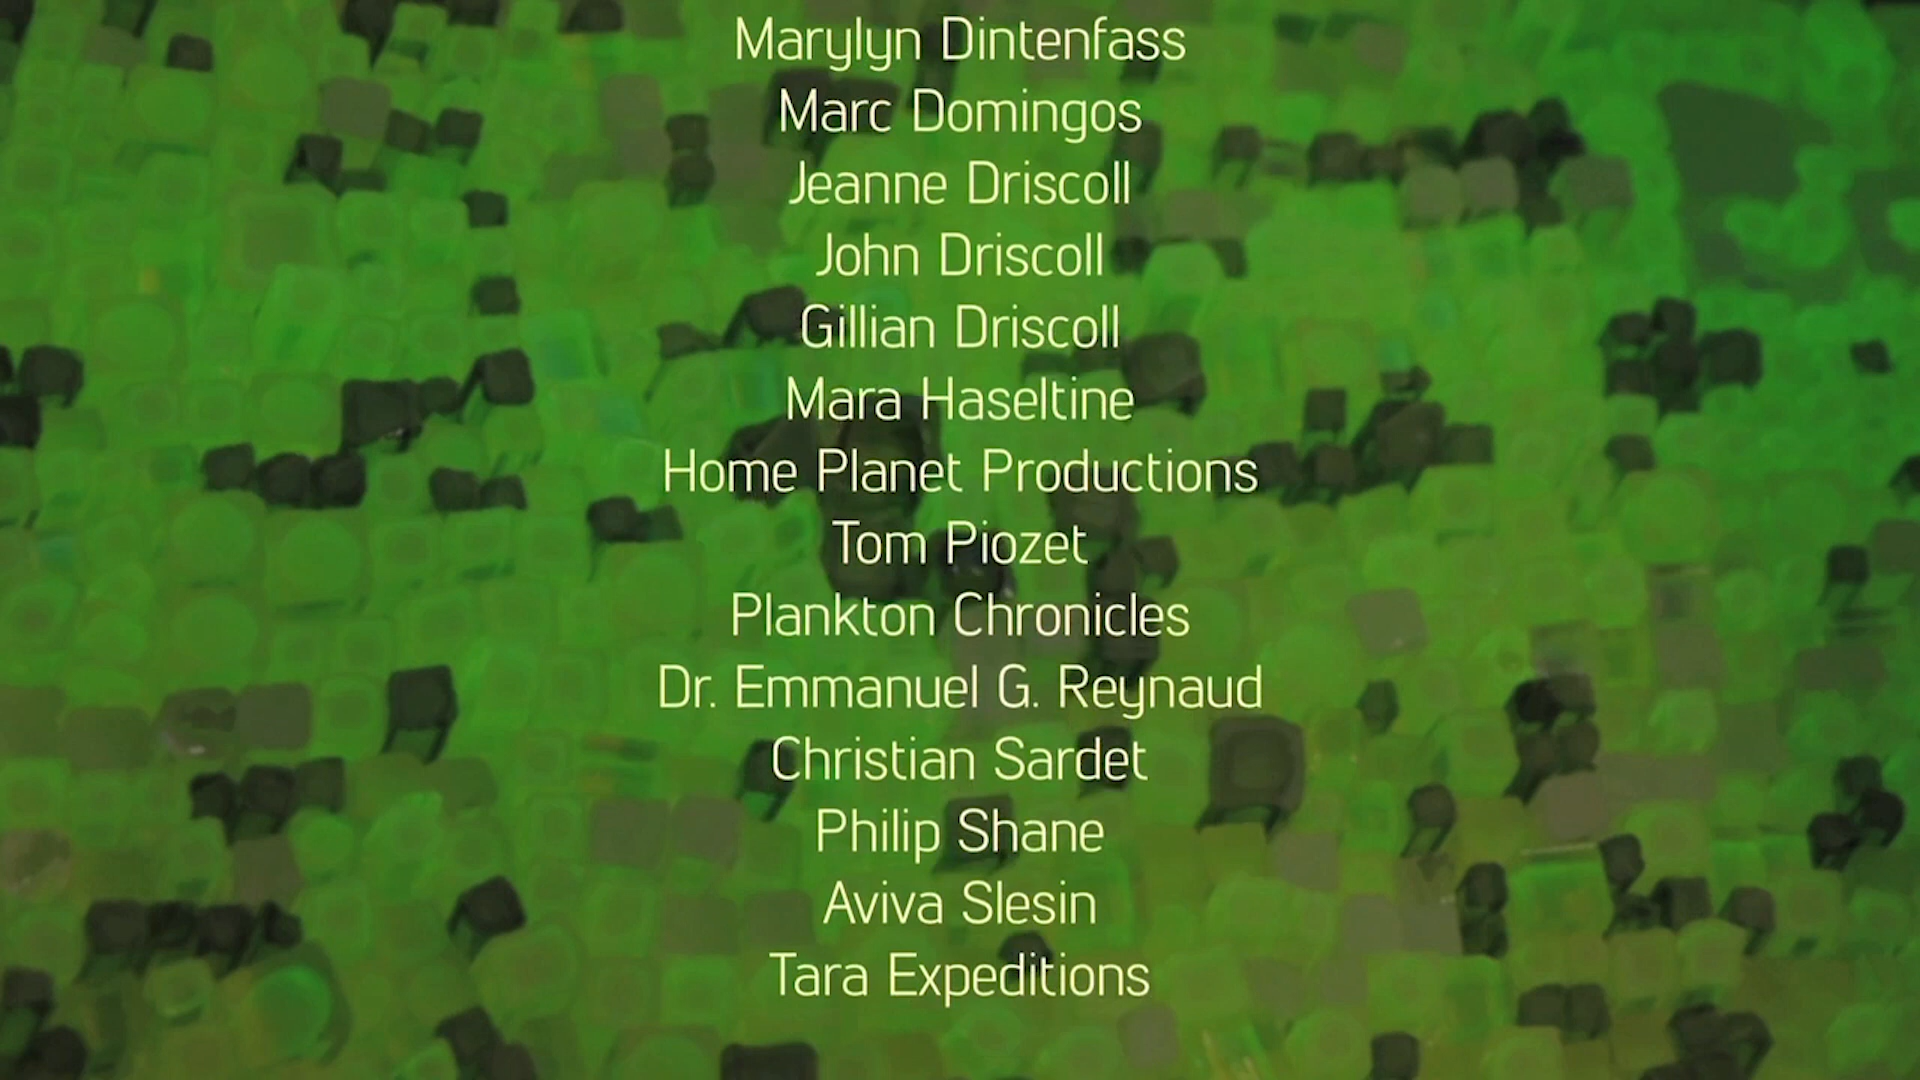 Marylyn Dintenfass
Marc Domingos
Jeanne Driscoll
John Driscoll
Gillian Driscoll
Mara Haseltine
Home Planet Productions
Tom Piozet
Plankton Chronicles
Dr. Emmanuel G. Reynaud
Christian Sardet
Philip Shane
Aviva Slesin
Tara Expeditions